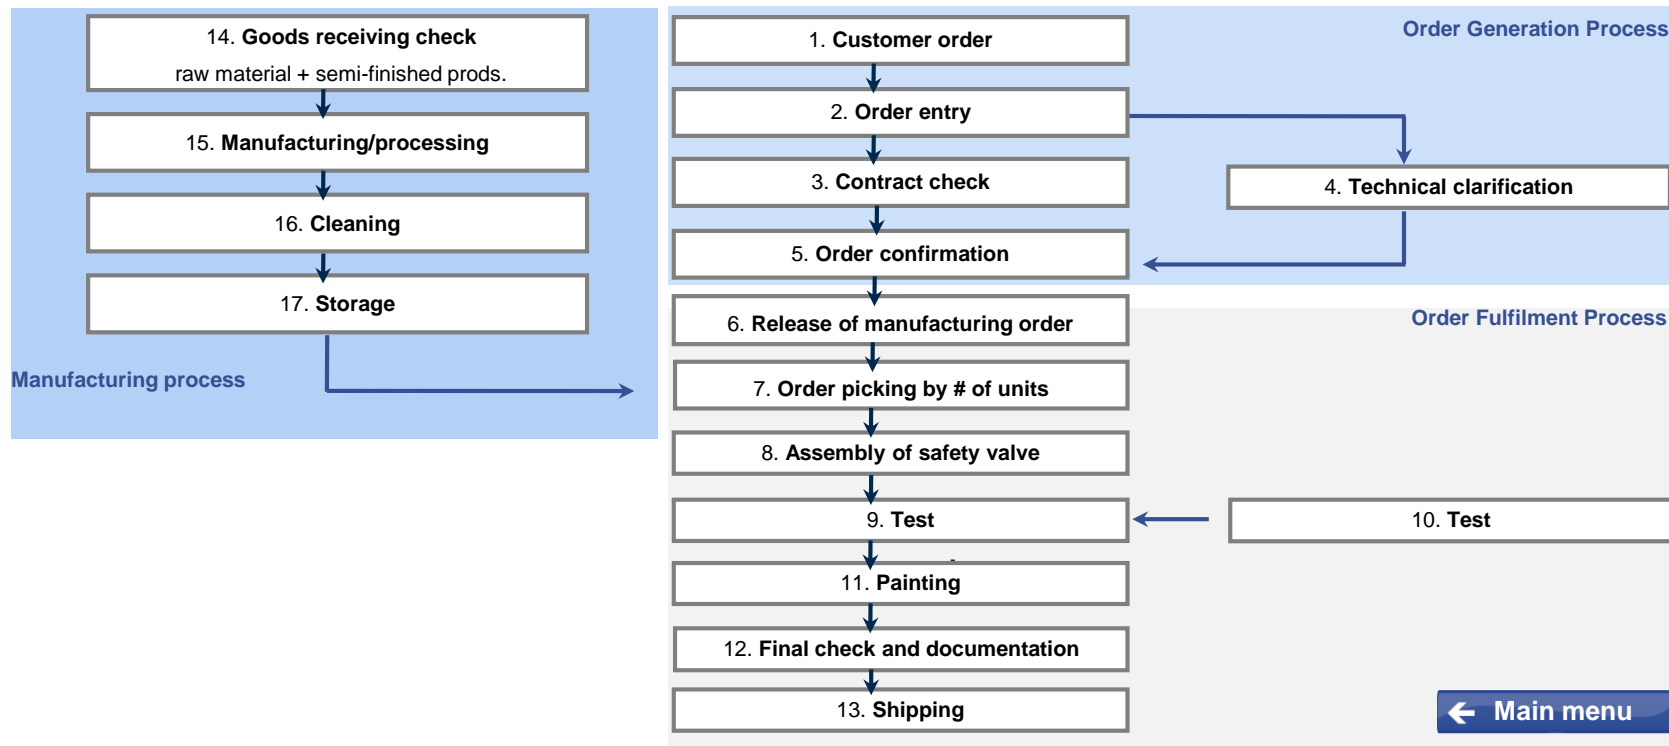 14. Goods receiving check
raw material + semi-finished prods.
15. Manufacturing/processing
16. Cleaning
17. Storage
Manufacturing process
Order Generation Process
1. Customer order
2. Order entry
3. Contract check
4. Technical clarification
5. Order confirmation
Order Fulfilment Process
6. Release of manufacturing order
7. Order picking by # of units
8. Assembly of safety valve
9. Test
10. Test
11. Painting
12. Final check and documentation
13. Shipping
Main menu